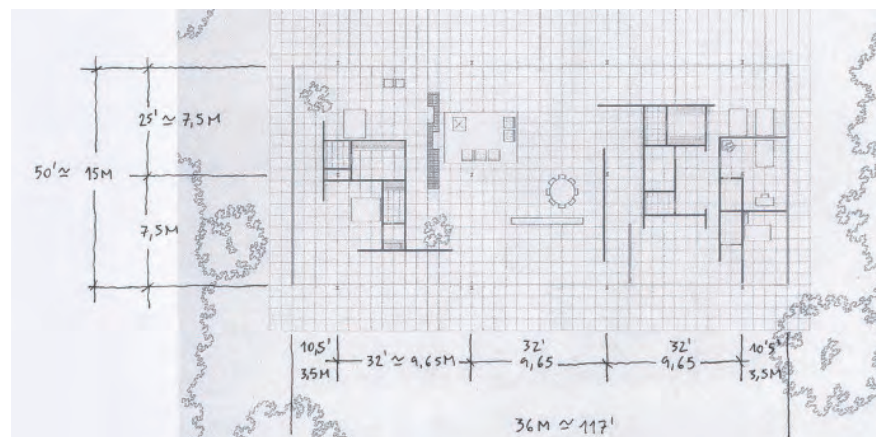 25' ≃ 7,5M
50' ≃ 15M
7,5M
10,5' 32' ≃ 9,65M 32' 32' 10'5'
3,5M 9,65 9,65 3,5M
36M ≃ 117'